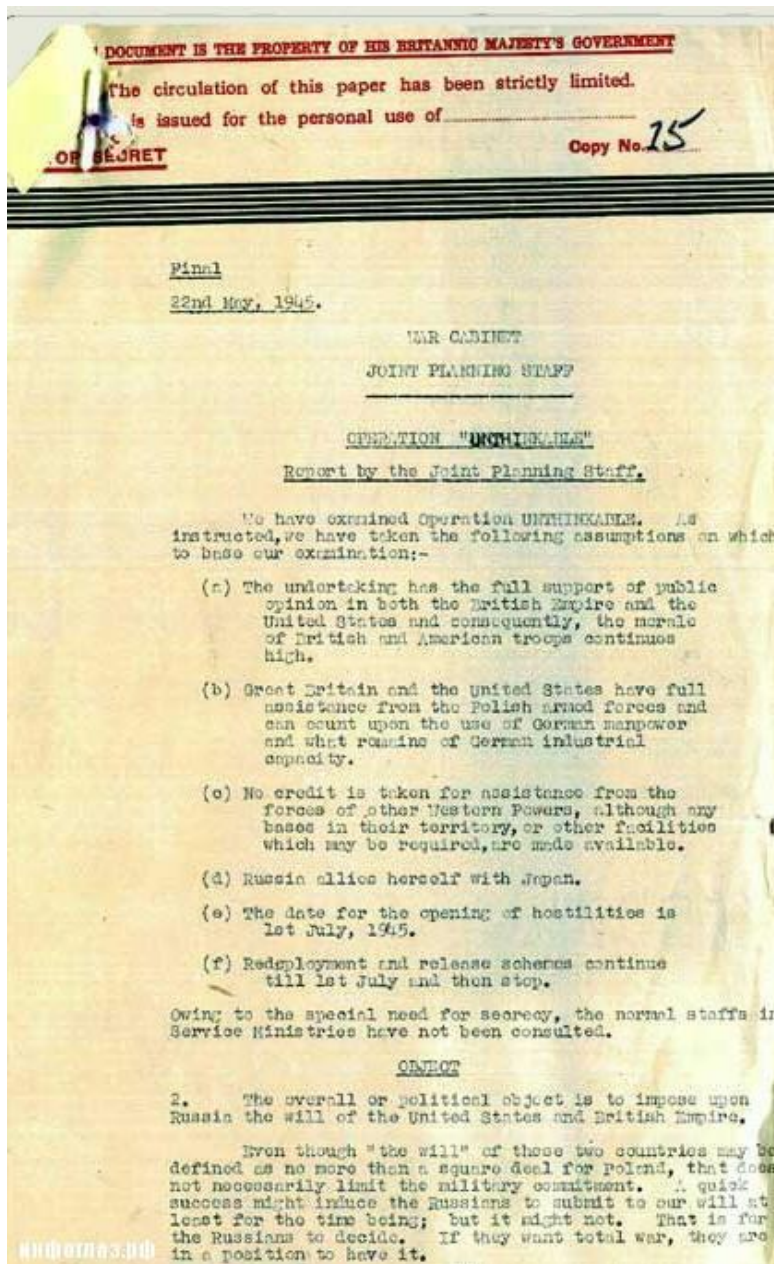 DOCUMENT IS THE PROPERTY OF HIS BRITANNIC MAJESTY'S GOVERNMENT
The circulation of this paper has been strictly limited.
is issued for the personal use of
OP SECRET
Copy No. 15
Final
22nd May, 1945.
WAR CABINET
JOINT PLANNING STAFF
OPERATION "UNTHINKABLE"
Report by the Joint Planning Staff.
We have examined Operation UNTHINKABLE. As
instructed, we have taken the following assumptions on which
to base our examination:-
(a) The undertaking has the full support of public
opinion in both the British Empire and the
United States and consequently, the morale
of British and American troops continues
high.
(b) Great Britain and the United States have full
assistance from the Polish armed forces and
can count upon the use of German manpower
and what remains of German industrial
capacity.
(c) No credit is taken for assistance from the
forces of other Western Powers, although any
bases in their territory, or other facilities
which may be required, are made available.
(d) Russia allies herself with Japan.
(e) The date for the opening of hostilities is
1st July, 1945.
(f) Redeployment and release schemes continue
till 1st July and then stop.
Owing to the special need for secrecy, the normal staffs in
Service Ministries have not been consulted.
OBJECT
2. The overall or political object is to impose upon
Russia the will of the United States and British Empire.
Even though "the will" of these two countries may be
defined as no more than a square deal for Poland, that does
not necessarily limit the military commitment. A quick
success might induce the Russians to submit to our will at
least for the time being; but it might not. That is for
the Russians to decide. If they want total war, they are
in a position to have it.
инфоглаз.рф